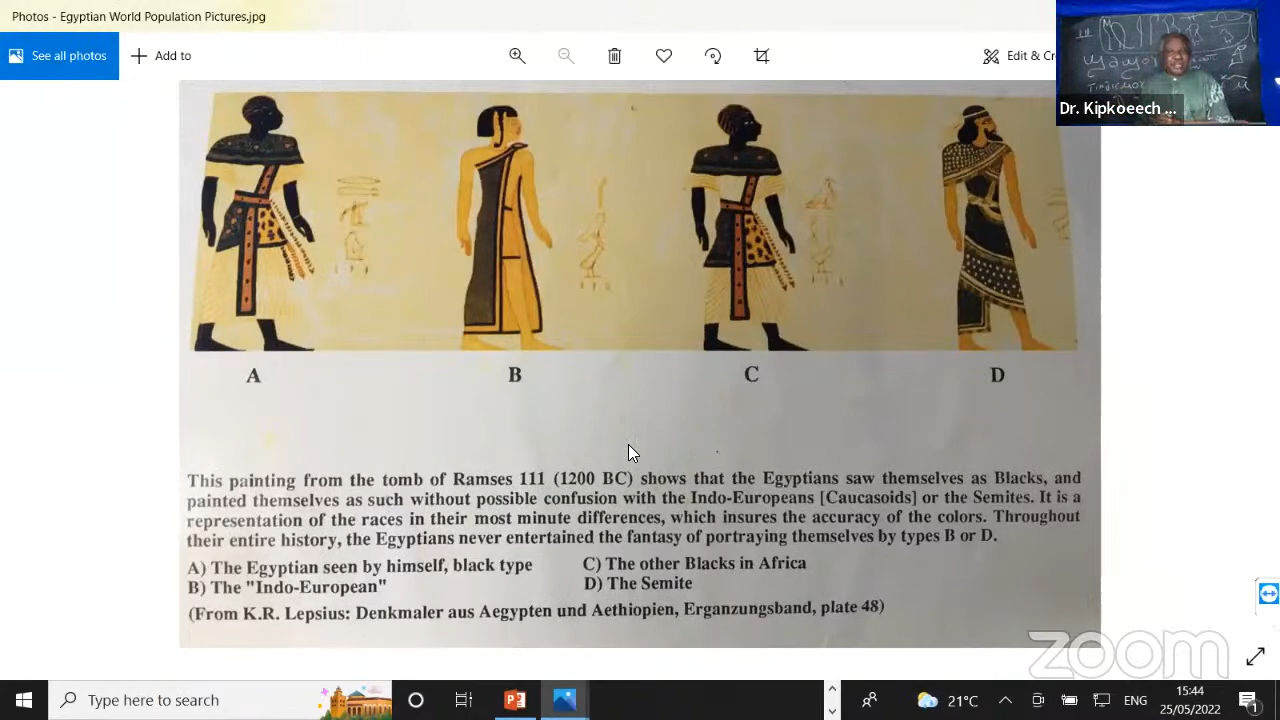 Photos - Egyptian World Population Pictures.jpg
See all photos
Add to
Edit & Cr
Dr. Kipkoeech ...
A B C D
This painting from the tomb of Ramses 111 (1200 BC) shows that the Egyptians saw themselves as Blacks, and
painted themselves as such without possible confusion with the Indo-Europeans [Caucasoids] or the Semites. It is a
representation of the races in their most minute differences, which insures the accuracy of the colors. Throughout
their entire history, the Egyptians never entertained the fantasy of portraying themselves by types B or D.
A) The Egyptian seen by himself, black type
B) The "Indo-European"
C) The other Blacks in Africa
D) The Semite
(From K.R. Lepsius: Denkmaler aus Aegypten und Aethiopien, Erganzungsband, plate 48)
zoom
Type here to search
21°C
ENG
15:44
25/05/2022
1